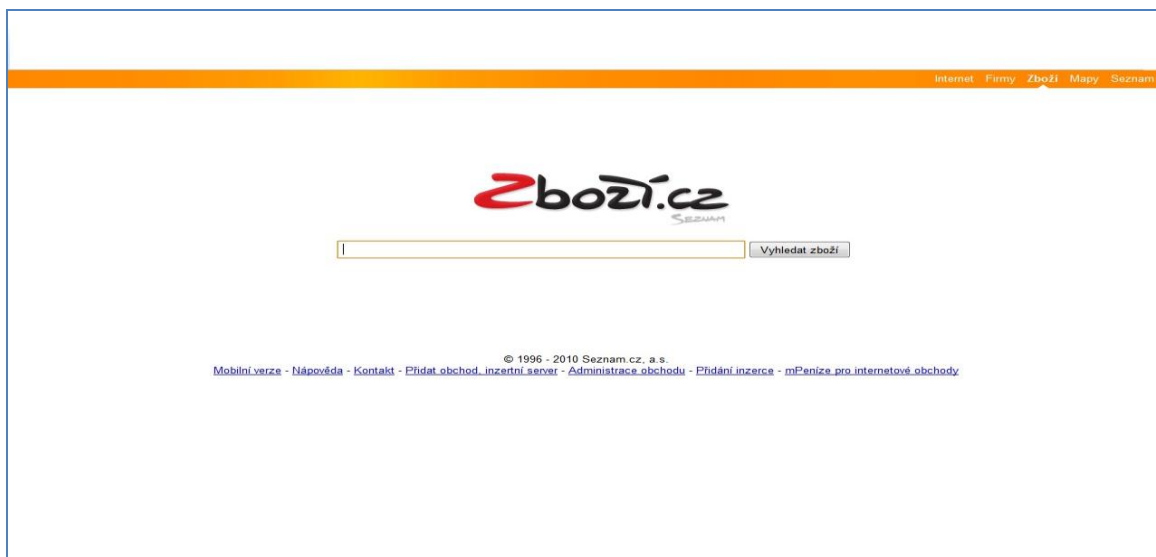 Internet Firmy Zboží Mapy Seznam
Zboží.cz
SEZNAM
Vyhledat zboží
© 1996 - 2010 Seznam.cz, a.s.
Mobilní verze - Nápověda - Kontakt - Přidat obchod, inzertní server - Administrace obchodu - Přidání inzerce - mPeníze pro internetové obchody